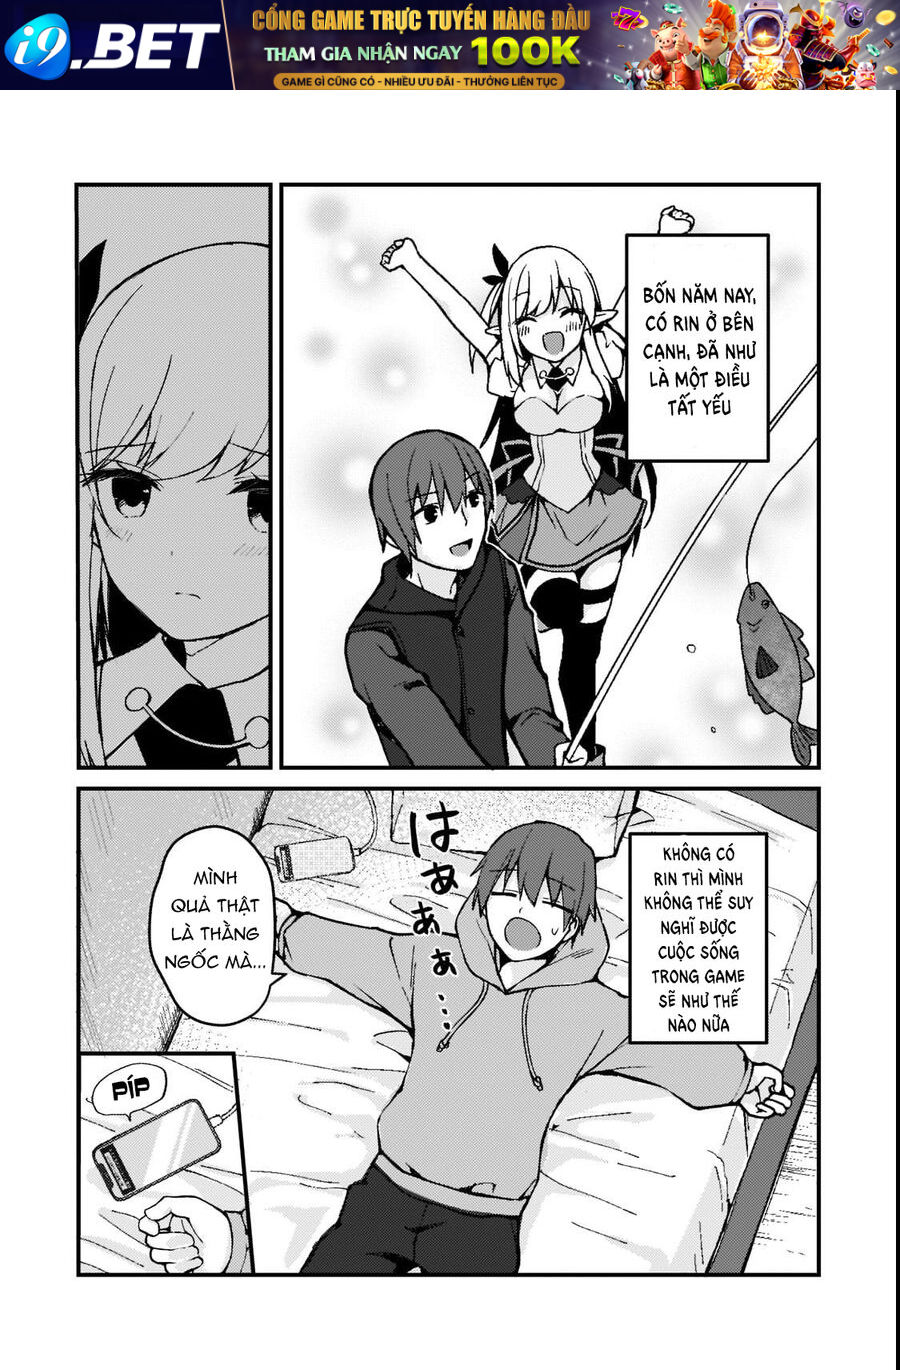 i9.BET
CỔNG GAME TRỰC TUYẾN HÀNG ĐẦU
THAM GIA NHẬN NGAY 100K
GAME GÌ CŨNG CÓ - NHIỀU ƯU ĐÃI - THƯỞNG LIÊN TỤC
BỐN NĂM NAY,
CÓ RIN Ở BÊN
CẠNH, ĐÃ NHƯ
LÀ MỘT ĐIỀU
TẤT YẾU
KHÔNG CÓ
RIN THÌ MÌNH
KHÔNG THỂ SUY
NGHĨ ĐƯỢC
CUỘC SỐNG
TRONG GAME
SẼ NHƯ THẾ
NÀO NỮA
はぁぁぁ…
MÌNH
QUẢ THẬT
LÀ THẰNG
NGỐC MÀ...
PÍP